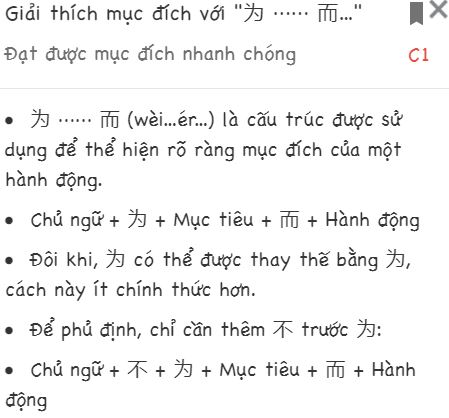 Giải thích mục đích với "为 …… 而…"
Đạt được mục đích nhanh chóng C1
• 为 …… 而 (wèi...ér...) là cấu trúc được sử
dụng để thể hiện rõ ràng mục đích của một
hành động.
• Chủ ngữ + 为 + Mục tiêu + 而 + Hành động
• Đôi khi, 为 có thể được thay thế bằng 为,
cách này ít chính thức hơn.
• Để phủ định, chỉ cần thêm 不 trước 为:
• Chủ ngữ + 不 + 为 + Mục tiêu + 而 + Hành
động